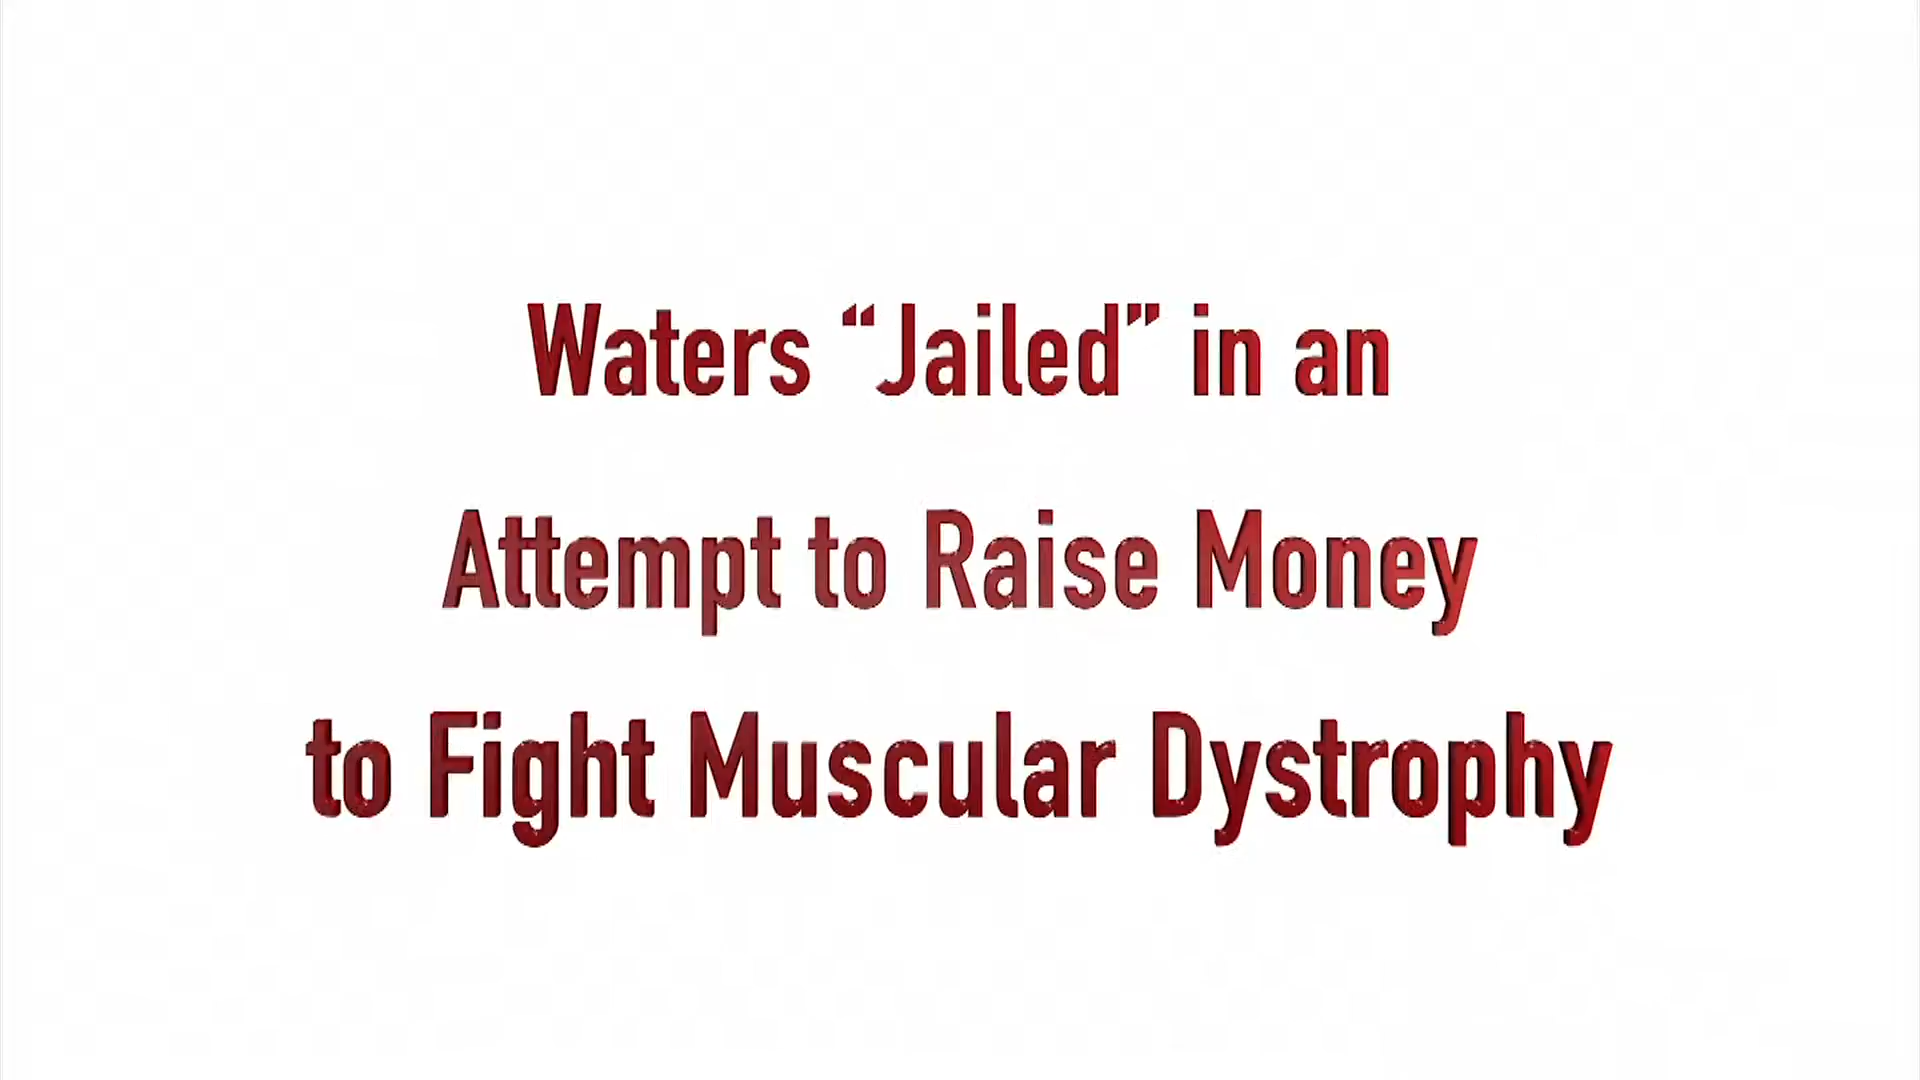 Waters “Jailed” in an
Attempt to Raise Money
to Fight Muscular Dystrophy